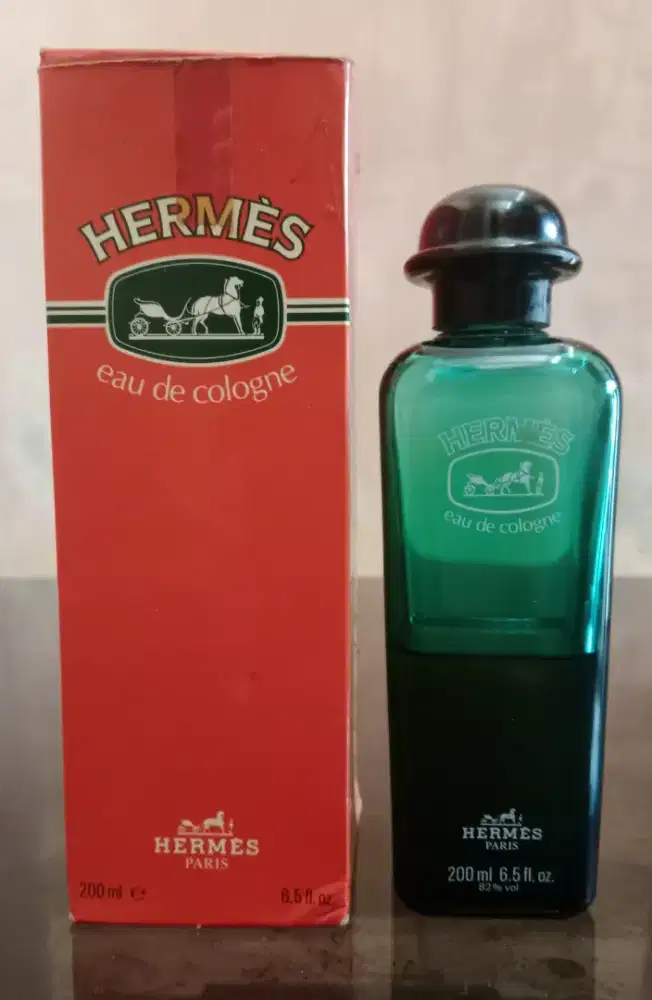 HERMÈS
eau de cologne
HERMÈS
PARIS
200 ml e 6.5 fl. oz.
HERMÈS
eau de cologne
HERMÈS
PARIS
200 ml 6.5 fl. oz.
82% vol